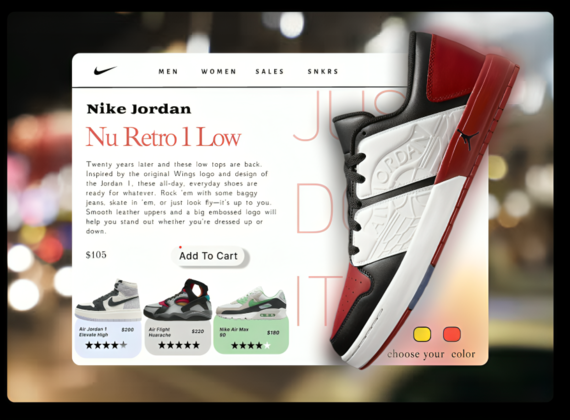 MEN WOMEN SALES SNKRS
Nike Jordan
Nu Retro 1 Low
Twenty years later and these low tops are back.
Inspired by the original Wings logo and design of
the Jordan 1, these all-day, everyday shoes are
ready for whatever. Rock 'em with some baggy
jeans, skate in 'em, or just look fly—it's up to you.
Smooth leather uppers and a big embossed logo will
help you stand out whether you're dressed up or
down.
$105
Add To Cart
JUS
D
IT
AIR JORDAN
Air Jordan 1
Elevate High
Air Flight
Huarache
$220
Nike Air Max
90
choose your color